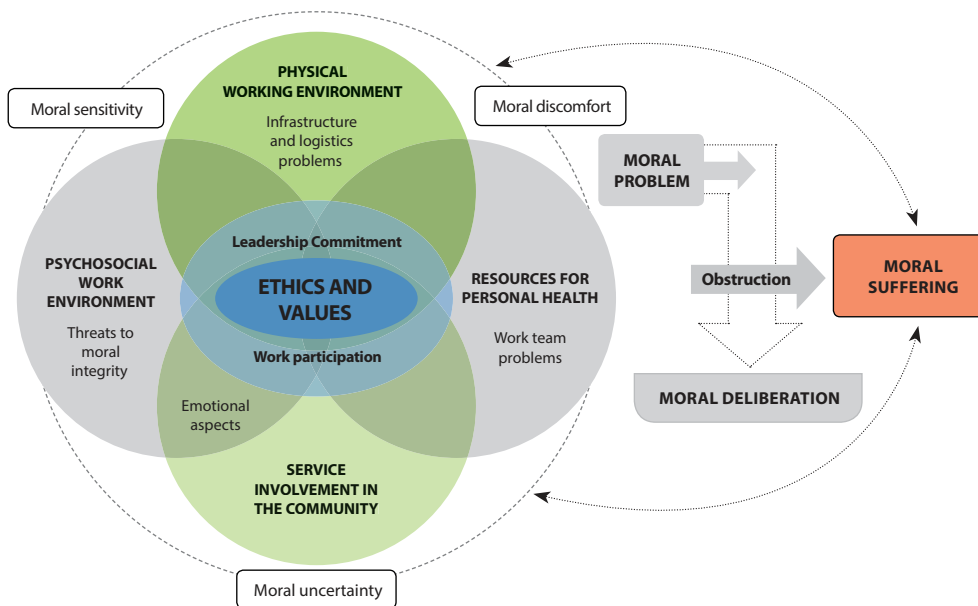 PHYSICAL
WORKING ENVIRONMENT
Infrastructure
and logistics
problems
Moral sensitivity
Moral discomfort
MORAL
PROBLEM
Leadership Commitment
PSYCHOSOCIAL
WORK
ENVIRONMENT
Threats to
moral
integrity
ETHICS AND
VALUES
RESOURCES FOR
PERSONAL HEALTH
Work team
problems
Obstruction
MORAL
SUFFERING
Work participation
MORAL DELIBERATION
Emotional
aspects
SERVICE
INVOLVEMENT IN
THE COMMUNITY
Moral uncertainty